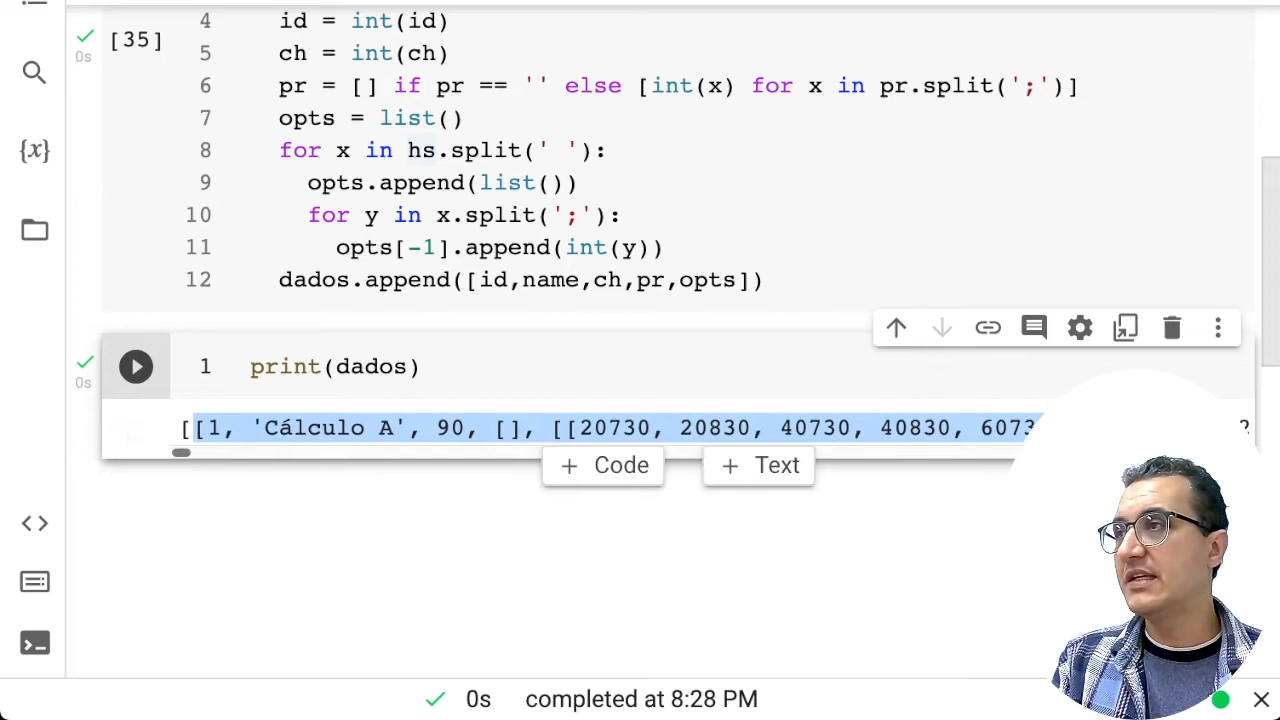 [35]
4 id = int(id)
5 ch = int(ch)
6 pr = [] if pr == '' else [int(x) for x in pr.split(';')]
7 opts = list()
8 for x in hs.split(' '):
9 opts.append(list())
10 for y in x.split(';'):
11 opts[-1].append(int(y))
12 dados.append([id,name,ch,pr,opts])
{x}
1 print(dados)
0s
0s
[[1, 'Cálculo A', 90, [], [[20730, 20830, 40730, 40830, 6073
+ Code + Text
0s completed at 8:28 PM